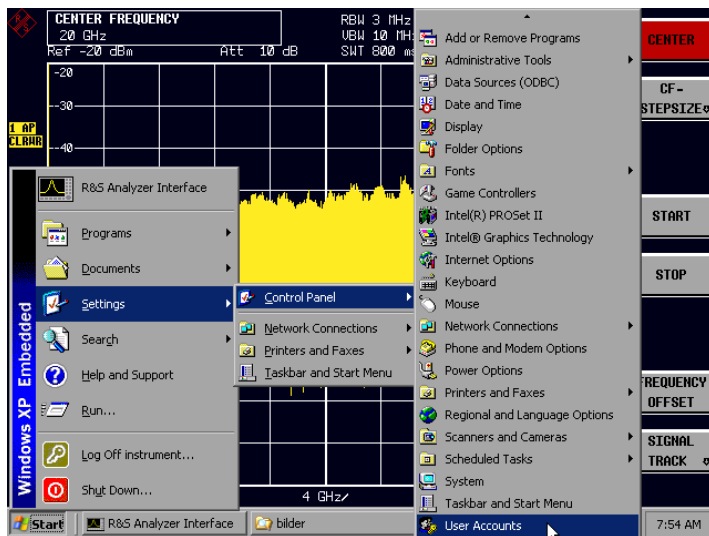 CENTER FREQUENCY
20 GHz
Ref -20 dBm
Att 10 dB
RBW 3 MHz
VBW 10 MH
SWT 800 ms
-20
-30
-40
1 AP
CLRWR
4 GHz/
R&S Analyzer Interface
Programs
Documents
Settings
Search
Help and Support
Run...
Log Off instrument...
Shut Down...
Windows XP Embedded
Control Panel
Network Connections
Printers and Faxes
Taskbar and Start Menu
Add or Remove Programs
Administrative Tools
Data Sources (ODBC)
Date and Time
Display
Folder Options
Fonts
Game Controllers
Intel(R) PROSet II
Intel® Graphics Technology
Internet Options
Keyboard
Mouse
Network Connections
Phone and Modem Options
Power Options
Printers and Faxes
Regional and Language Options
Scanners and Cameras
Scheduled Tasks
System
Taskbar and Start Menu
User Accounts
CENTER
CF-
STEPSIZE
START
STOP
REQUENCY
OFFSET
SIGNAL
TRACK
Start
R&S Analyzer Interface
bilder
7:54 AM